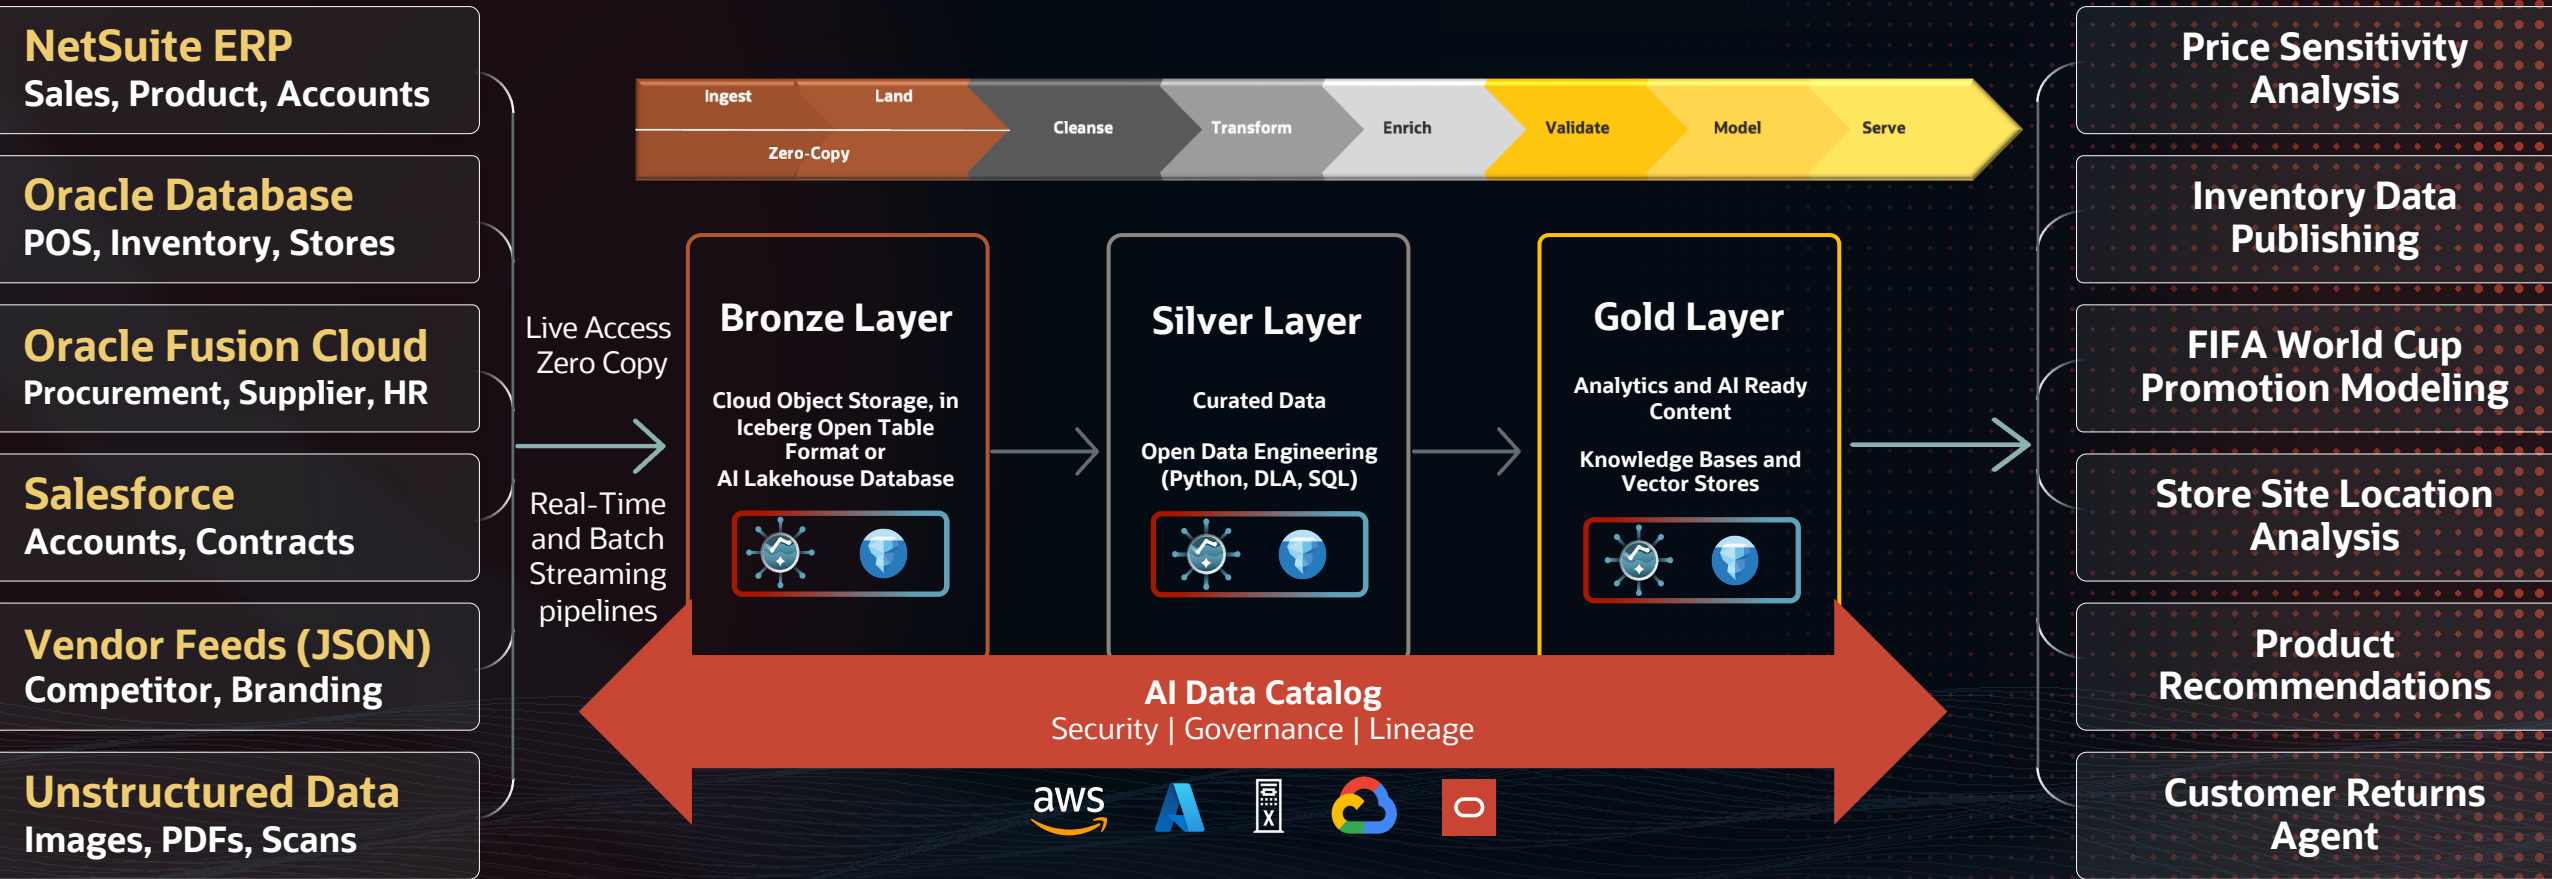 NetSuite ERP
Sales, Product, Accounts
Oracle Database
POS, Inventory, Stores
Oracle Fusion Cloud
Procurement, Supplier, HR
Salesforce
Accounts, Contracts
Vendor Feeds (JSON)
Competitor, Branding
Unstructured Data
Images, PDFs, Scans
Live Access
Zero Copy
Real-Time
and Batch
Streaming
pipelines
Ingest
Land
Zero-Copy
Cleanse
Transform
Enrich
Validate
Model
Serve
Bronze Layer
Cloud Object Storage, in
Iceberg Open Table
Format or
AI Lakehouse Database
Silver Layer
Curated Data
Open Data Engineering
(Python, DLA, SQL)
Gold Layer
Analytics and AI Ready
Content
Knowledge Bases and
Vector Stores
AI Data Catalog
Security | Governance | Lineage
aws
X
Price Sensitivity
Analysis
Inventory Data
Publishing
FIFA World Cup
Promotion Modeling
Store Site Location
Analysis
Product
Recommendations
Customer Returns
Agent